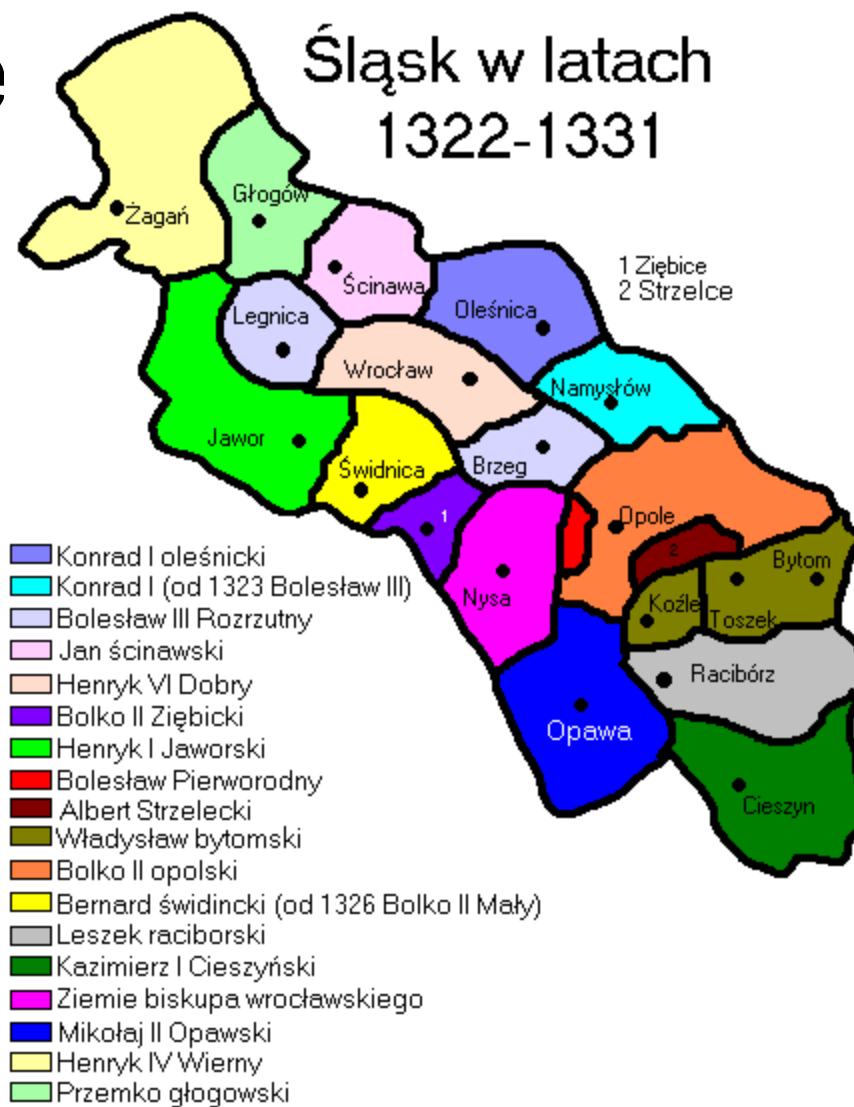 e
Śląsk w latach
1322-1331
Żagań
Głogów
Ścinawa
1 Ziębice
2 Strzelce
Legnica
Oleśnica
Wrocław
Namysłów
Jawor
Świdnica
Brzeg
1
Opole
2
Bytom
Nysa
Koźle
Toszek
Racibórz
Opawa
Cieszyn
Konrad I oleśnicki
Konrad I (od 1323 Bolesław III)
Bolesław III Rozrzutny
Jan ścinawski
Henryk VI Dobry
Bolko II Ziębicki
Henryk I Jaworski
Bolesław Pierworodny
Albert Strzelecki
Władysław bytomski
Bolko II opolski
Bernard świdincki (od 1326 Bolko II Mały)
Leszek raciborski
Kazimierz I Cieszyński
Ziemie biskupa wrocławskiego
Mikołaj II Opawski
Henryk IV Wierny
Przemko głogowski